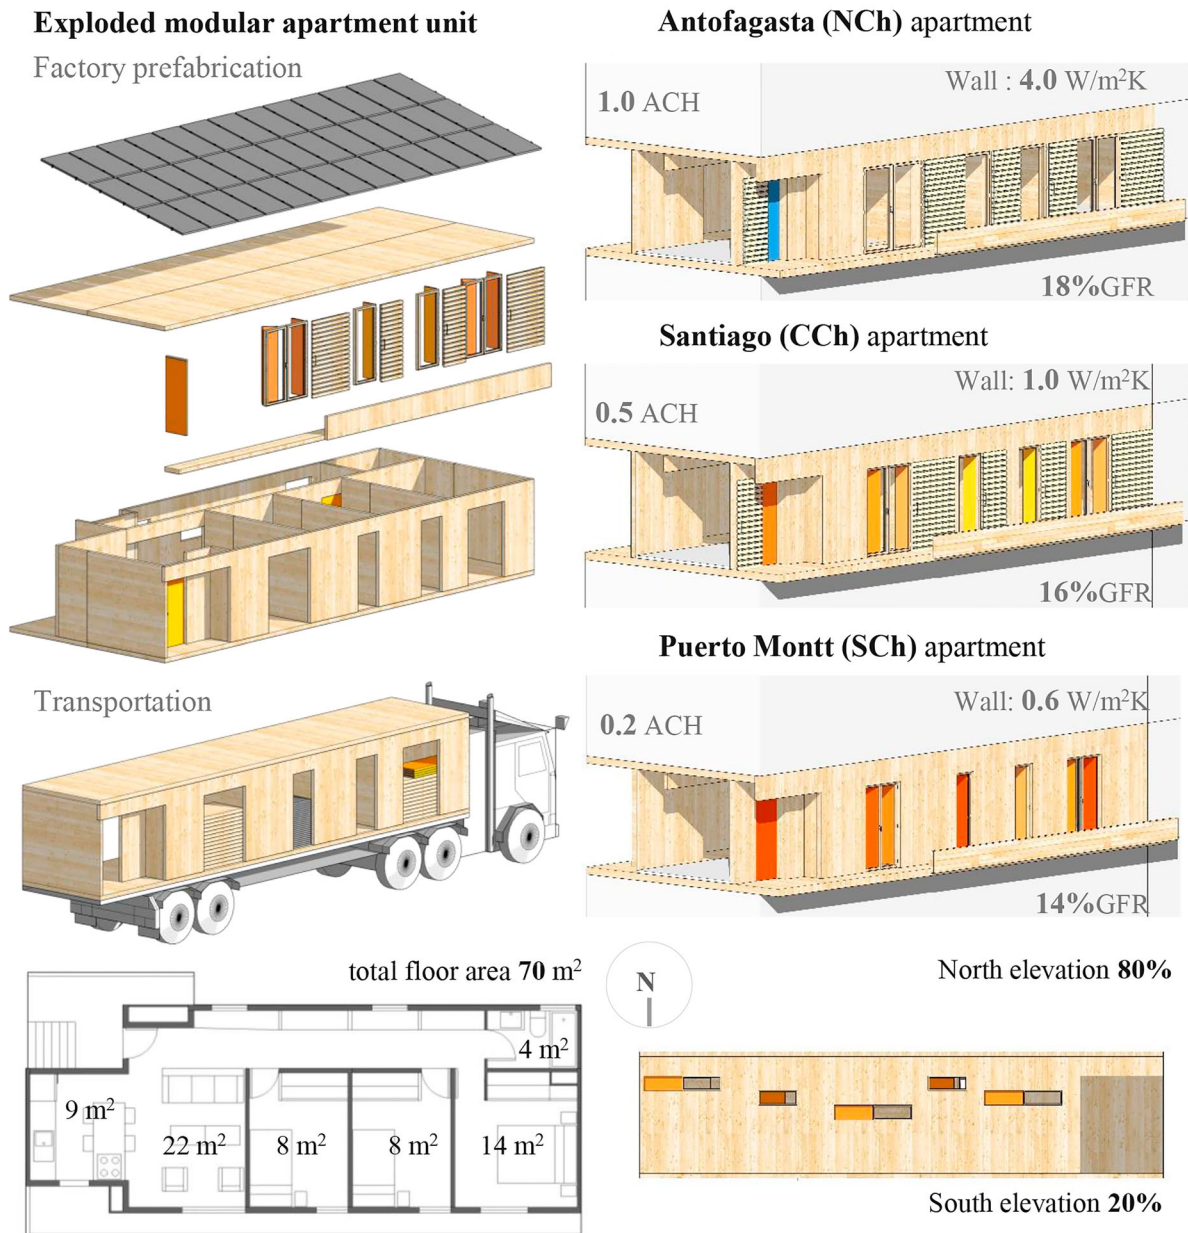 Exploded modular apartment unit
Factory prefabrication
Transportation
Antofagasta (NCh) apartment
1.0 ACH
Wall : 4.0 W/m²K
18%GFR
Santiago (CCh) apartment
0.5 ACH
Wall: 1.0 W/m²K
16%GFR
Puerto Montt (SCh) apartment
0.2 ACH
Wall: 0.6 W/m²K
14%GFR
total floor area 70 m²
4 m²
9 m²
22 m²
8 m²
8 m²
14 m²
N
North elevation 80%
South elevation 20%